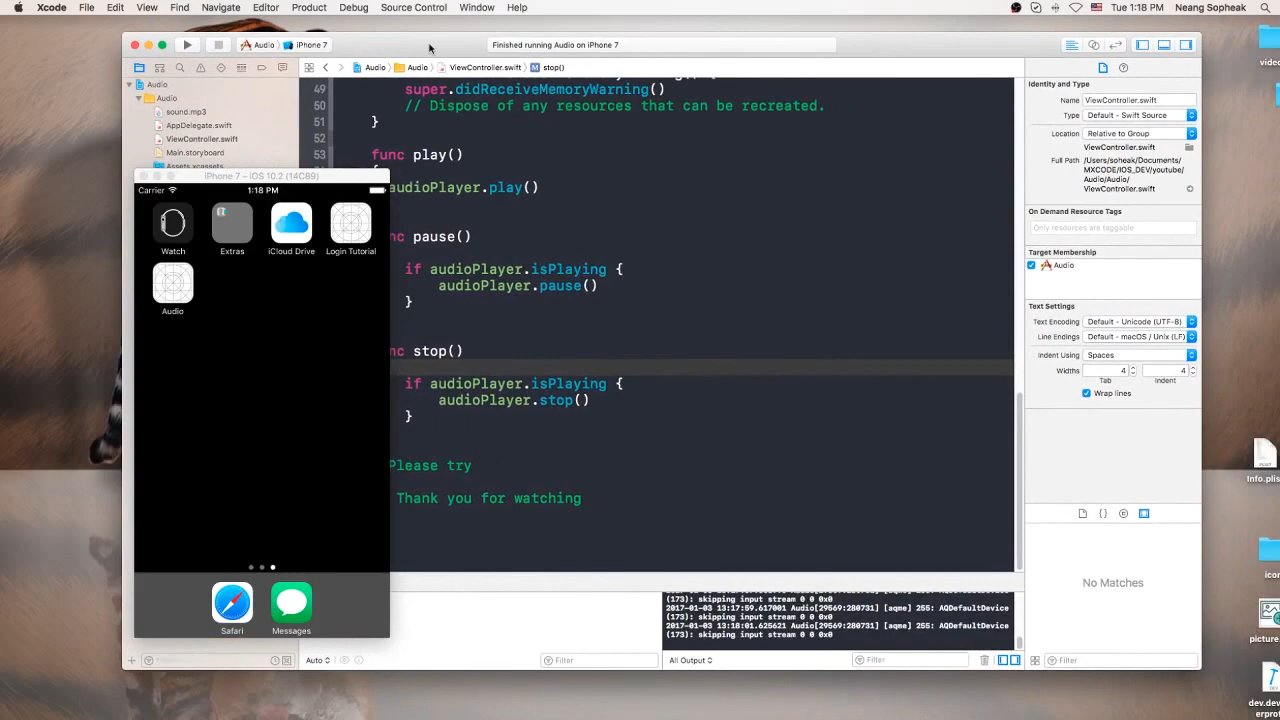 Xcode File Edit View Find Navigate Editor Product Debug Source Control Window Help
Tue 1:18 PM Neang Sopheak
Audio iPhone 7
Finished running Audio on iPhone 7
Audio Audio ViewController.swift M stop()
Audio
Audio
sound.mp3
AppDelegate.swift
ViewController.swift
Main.storyboard
Assets.xcassets
49 super.didReceiveMemoryWarning()
50 // Dispose of any resources that can be recreated.
51 }
52
53 func play()
audioPlayer.play()
nc pause()
if audioPlayer.isPlaying {
audioPlayer.pause()
}
nc stop()
if audioPlayer.isPlaying {
audioPlayer.stop()
}
Please try
Thank you for watching
iPhone 7 – iOS 10.2 (14C89)
Carrier 1:18 PM
Watch Extras iCloud Drive Login Tutorial
Audio
Safari Messages
Identity and Type
Name ViewController.swift
Type Default - Swift Source
Location Relative to Group
ViewController.swift
Full Path /Users/soheak/Documents/
MXCODE/IOS_DEV/youtube/
Audio/Audio/
ViewController.swift
On Demand Resource Tags
Only resources are taggable
Target Membership
Audio
Text Settings
Text Encoding Default - Unicode (UTF-8)
Line Endings Default - macOS / Unix (LF)
Indent Using Spaces
Widths 4 4
Tab Indent
Wrap lines
No Matches
(173): skipping input stream 0 0 0x0
2017-01-03 13:17:59.617001 Audio[29569:280731] [aqme] 255: AQDefaultDevice
(173): skipping input stream 0 0 0x0
2017-01-03 13:18:01.625621 Audio[29569:280731] [aqme] 255: AQDefaultDevice
(173): skipping input stream 0 0 0x0
Filter
Auto
Filter
All Output
Filter
Filter
video
Info.plis
icon
picture.
dev.dev
erprof